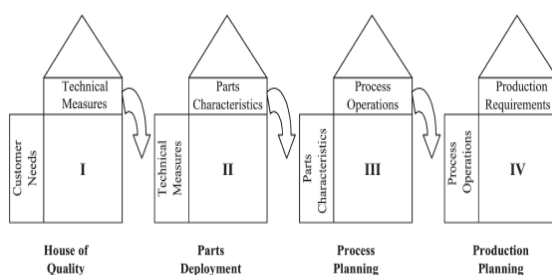 Technical
Measures
Customer
Needs
I
House of
Quality
Parts
Characteristics
Technical
Measures
II
Parts
Deployment
Process
Operations
Parts
Characteristics
III
Process
Planning
Production
Requirements
Process
Operations
IV
Production
Planning